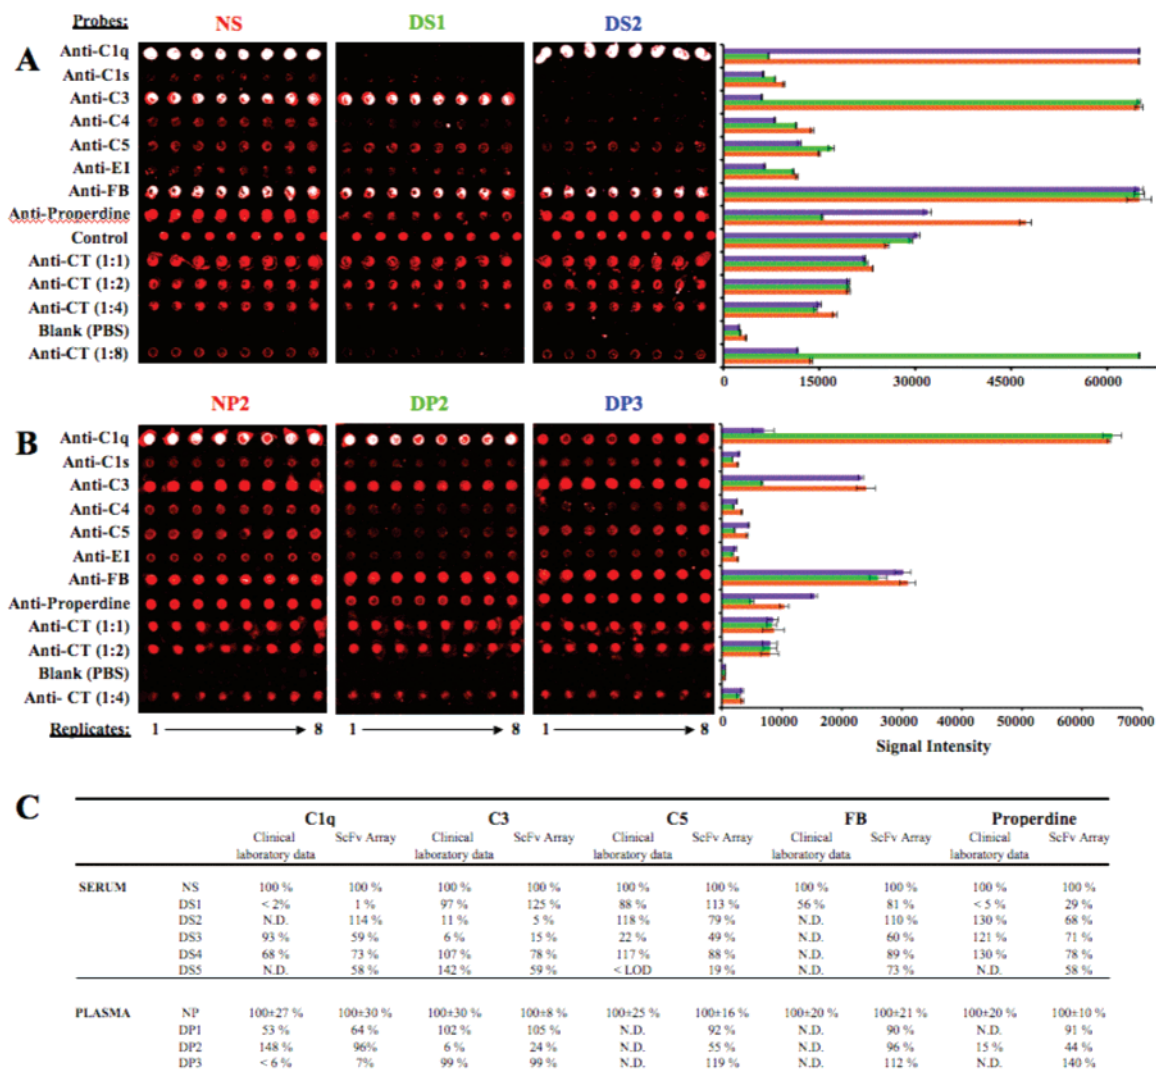 Probes: NS DS1 DS2
A
Anti-C1q
Anti-C1s
Anti-C3
Anti-C4
Anti-C5
Anti-EI
Anti-FB
Anti-Properdine
Control
Anti-CT (1:1)
Anti-CT (1:2)
Anti-CT (1:4)
Blank (PBS)
Anti-CT (1:8)
0 15000 30000 45000 60000
NP2 DP2 DP3
B
Anti-C1q
Anti-C1s
Anti-C3
Anti-C4
Anti-C5
Anti-EI
Anti-FB
Anti-Properdine
Anti-CT (1:1)
Anti-CT (1:2)
Blank (PBS)
Anti- CT (1:4)
0 10000 20000 30000 40000 50000 60000 70000
Replicates: 1 8 1 8 1 8
Signal Intensity
C
C1q C3 C5 FB Properdine
Clinical ScFv Array Clinical ScFv Array Clinical ScFv Array Clinical ScFv Array Clinical ScFv Array
laboratory data laboratory data laboratory data laboratory data laboratory data
SERUM NS 100 % 100 % 100 % 100 % 100 % 100 % 100 % 100 % 100 % 100 %
DS1 < 2% 1 % 97 % 125 % 88 % 113 % 56 % 81 % < 5 % 29 %
DS2 N.D. 114 % 11 % 5 % 118 % 79 % N.D. 110 % 130 % 68 %
DS3 93 % 59 % 6 % 15 % 22 % 49 % N.D. 60 % 121 % 71 %
DS4 68 % 73 % 107 % 78 % 117 % 88 % N.D. 89 % 130 % 78 %
DS5 N.D. 58 % 142 % 59 % < LOD 19 % N.D. 73 % N.D. 58 %
PLASMA NP 100±27 % 100±30 % 100±30 % 100±8 % 100±25 % 100±16 % 100±20 % 100±21 % 100±20 % 100±10 %
DP1 53 % 64 % 102 % 105 % N.D. 92 % N.D. 90 % N.D. 91 %
DP2 148 % 96% 6 % 24 % N.D. 55 % N.D. 96 % 15 % 44 %
DP3 < 6 % 7% 99 % 99 % N.D. 119 % N.D. 112 % N.D. 140 %